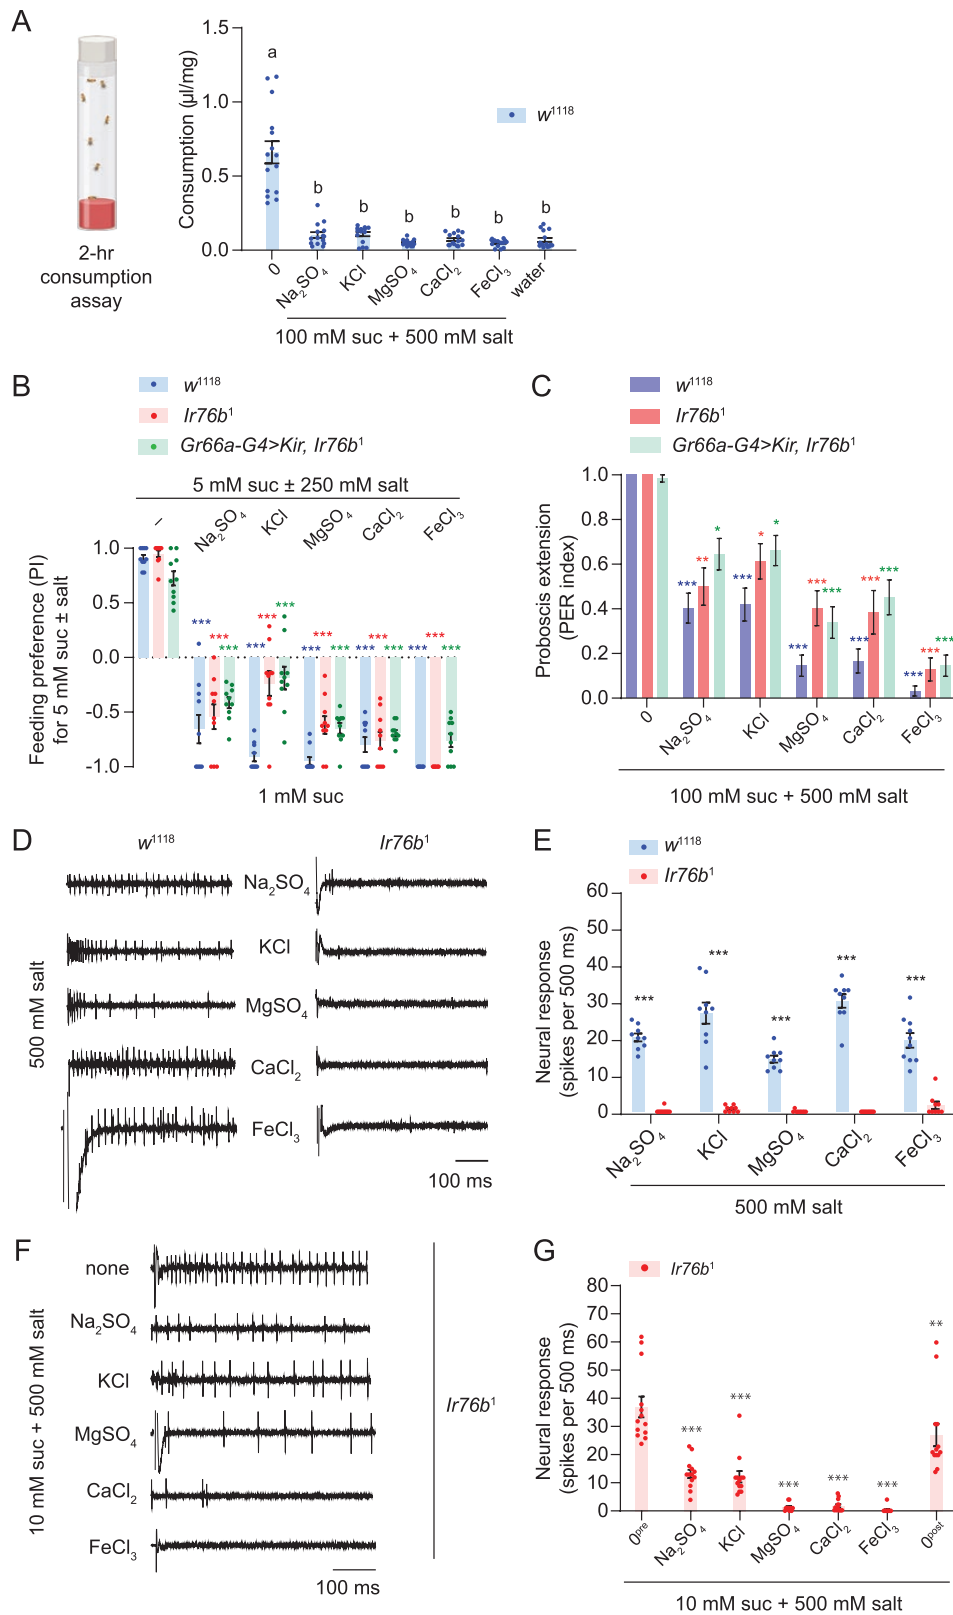 A
2-hr
consumption
assay
Consumption (µl/mg)
1.5
1.0
0.5
0.0
a
b
b
b
b
b
b
w1118
0
Na2SO4
KCl
MgSO4
CaCl2
FeCl3
water
100 mM suc + 500 mM salt
B
w1118
Ir76b1
Gr66a-G4>Kir, Ir76b1
5 mM suc ± 250 mM salt
–
Na2SO4
KCl
MgSO4
CaCl2
FeCl3
Feeding preference (PI)
for 5 mM suc ± salt
1.0
0.5
0.0
-0.5
-1.0
*** *** ***
*** *** ***
*** *** ***
*** *** ***
*** *** ***
1 mM suc
C
w1118
Ir76b1
Gr66a-G4>Kir, Ir76b1
Proboscis extension
(PER index)
1.0
0.8
0.6
0.4
0.2
0.0
*** ** *
*** * *
*** *** ***
*** *** ***
*** *** ***
0
Na2SO4
KCl
MgSO4
CaCl2
FeCl3
100 mM suc + 500 mM salt
D
w1118
Ir76b1
500 mM salt
Na2SO4
KCl
MgSO4
CaCl2
FeCl3
100 ms
E
w1118
Ir76b1
Neural response
(spikes per 500 ms)
60
50
40
30
20
10
0
*** *** *** *** ***
Na2SO4
KCl
MgSO4
CaCl2
FeCl3
500 mM salt
F
10 mM suc + 500 mM salt
none
Na2SO4
KCl
MgSO4
CaCl2
FeCl3
Ir76b1
100 ms
G
Ir76b1
Neural response
(spikes per 500 ms)
80
70
60
50
40
30
20
10
0
*** *** *** *** *** **
0pre
Na2SO4
KCl
MgSO4
CaCl2
FeCl3
0post
10 mM suc + 500 mM salt